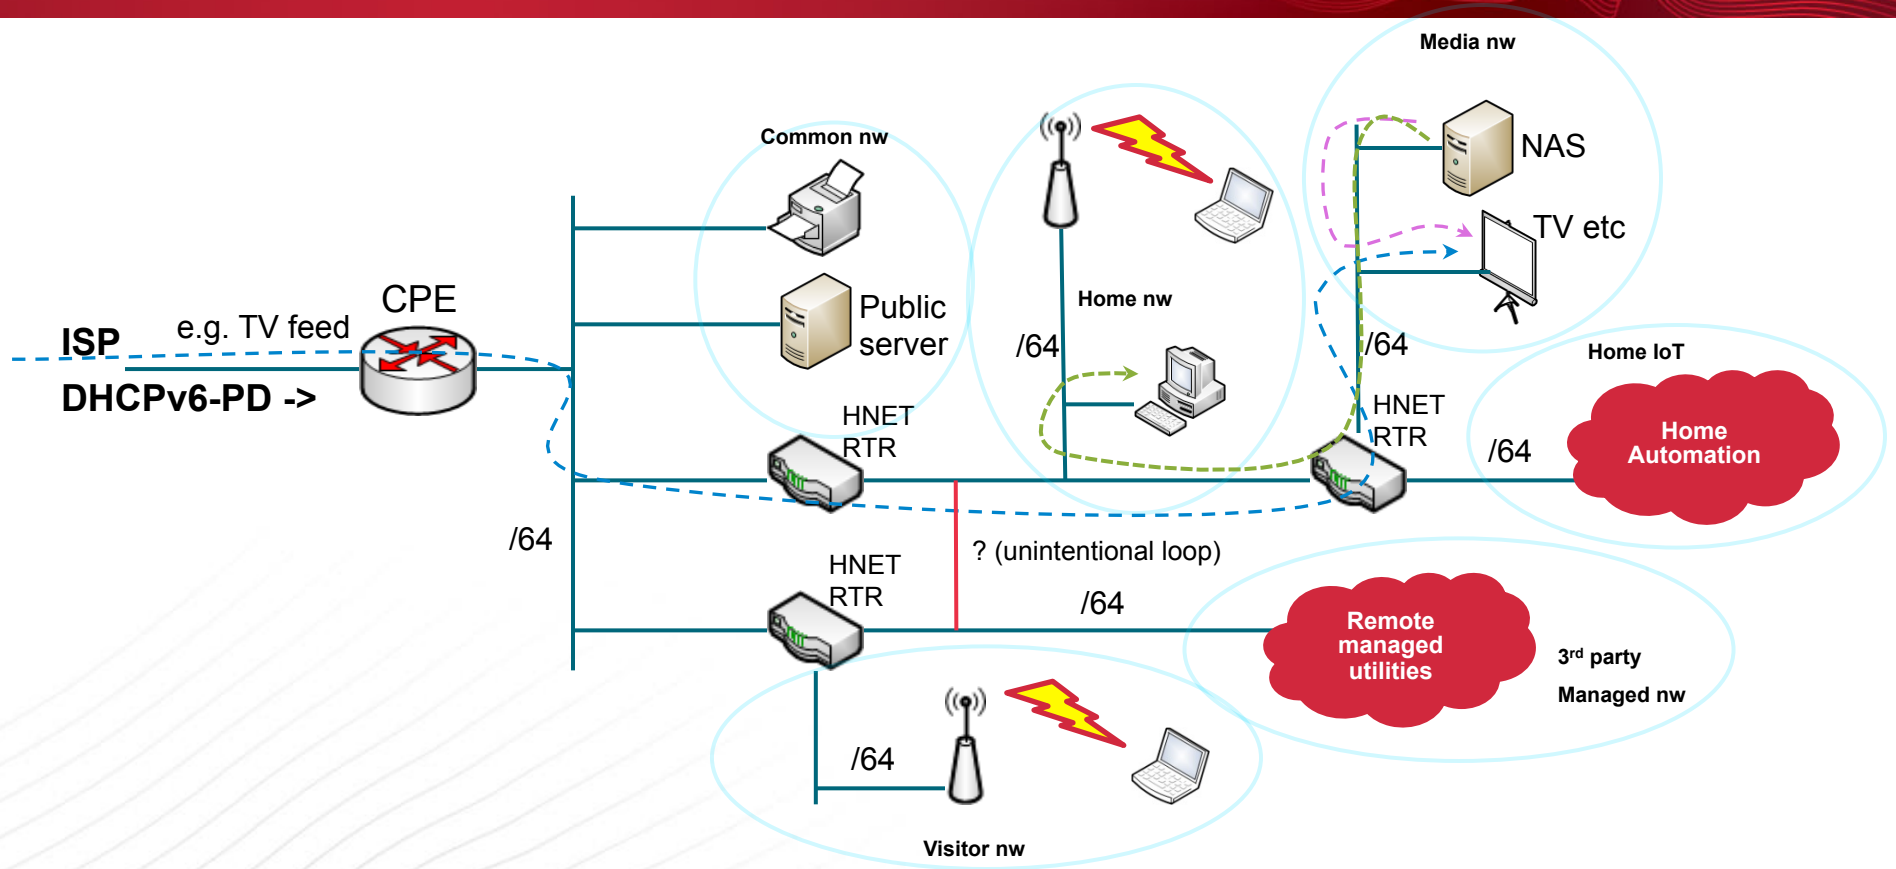 Media nw
Common nw
NAS
TV etc
CPE
Public
server
Home nw
ISP
e.g. TV feed
/64
/64
Home IoT
DHCPv6-PD ->
HNET
RTR
HNET
RTR
/64
Home
Automation
/64
? (unintentional loop)
HNET
RTR
/64
Remote
managed
utilities
3rd party
Managed nw
/64
Visitor nw